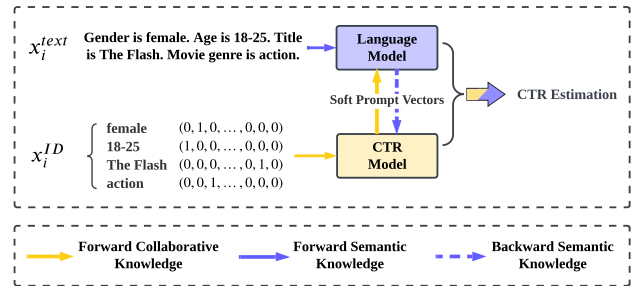 x_i^{text}
Gender is female. Age is 18-25. Title
is The Flash. Movie genre is action.
Language
Model
Soft Prompt Vectors
CTR Estimation
x_i^{ID}
female (0, 1, 0, … , 0, 0, 0)
18-25 (1, 0, 0, … , 0, 0, 0)
The Flash (0, 0, 0, … , 0, 1, 0)
action (0, 0, 1, … , 0, 0, 0)
CTR
Model
Forward Collaborative
Knowledge
Forward Semantic
Knowledge
Backward Semantic
Knowledge